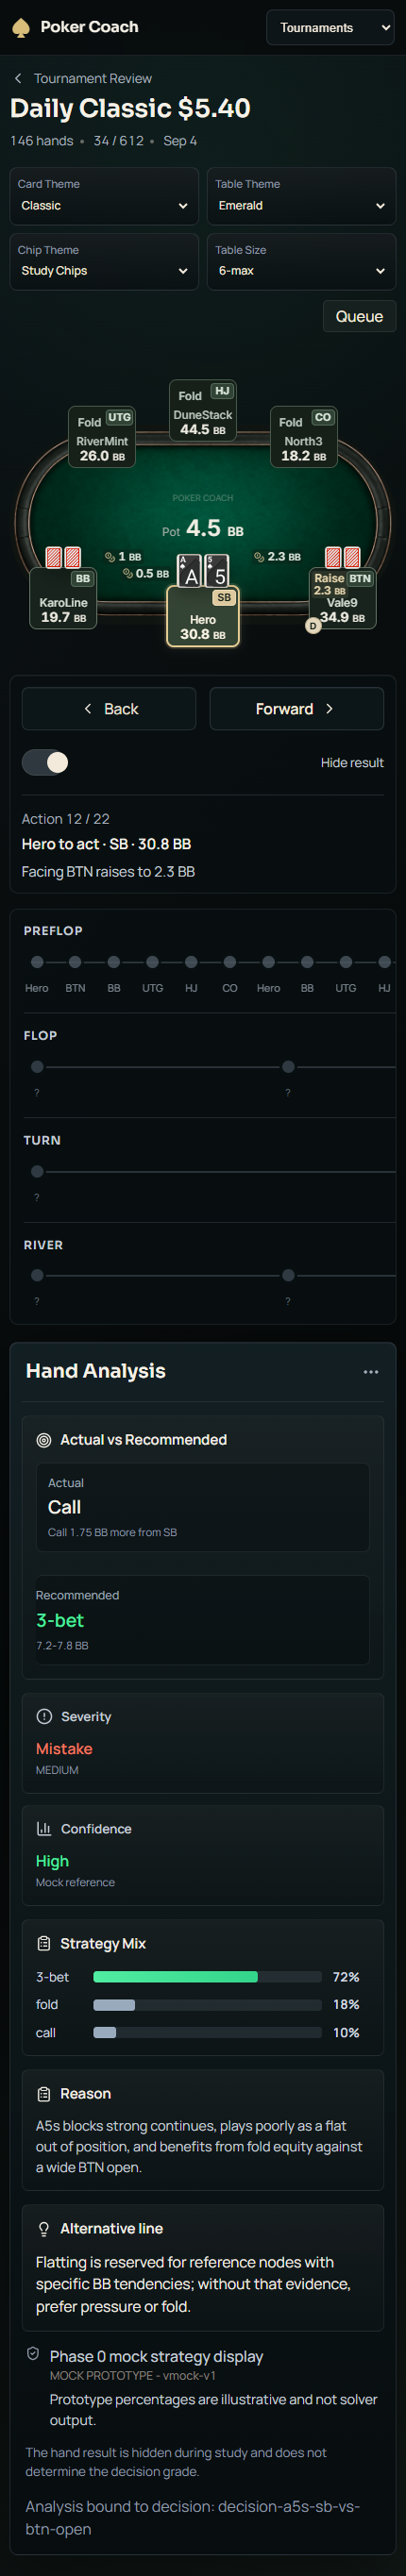 Poker Coach
Tournaments
Tournament Review
Daily Classic $5.40
146 hands • 34 / 612 • Sep 4
Card Theme
Classic
Table Theme
Emerald
Chip Theme
Study Chips
Table Size
6-max
Queue
Fold HJ
DuneStack
44.5 BB
Fold UTG
RiverMint
26.0 BB
Fold CO
North3
18.2 BB
POKER COACH
Pot 4.5 BB
1 BB
0.5 BB
2.3 BB
A
5
BB
KaroLine
19.7 BB
SB
Hero
30.8 BB
Raise BTN
2.3 BB
Vale9
34.9 BB
D
Back
Forward
Hide result
Action 12 / 22
Hero to act · SB · 30.8 BB
Facing BTN raises to 2.3 BB
PREFLOP
Hero BTN BB UTG HJ CO Hero BB UTG HJ
FLOP
? ?
TURN
?
RIVER
? ?
Hand Analysis
Actual vs Recommended
Actual
Call
Call 1.75 BB more from SB
Recommended
3-bet
7.2-7.8 BB
Severity
Mistake
MEDIUM
Confidence
High
Mock reference
Strategy Mix
3-bet 72%
fold 18%
call 10%
Reason
A5s blocks strong continues, plays poorly as a flat
out of position, and benefits from fold equity against
a wide BTN open.
Alternative line
Flatting is reserved for reference nodes with
specific BB tendencies; without that evidence,
prefer pressure or fold.
Phase 0 mock strategy display
MOCK PROTOTYPE - vmock-v1
Prototype percentages are illustrative and not solver
output.
The hand result is hidden during study and does not
determine the decision grade.
Analysis bound to decision: decision-a5s-sb-vs-
btn-open